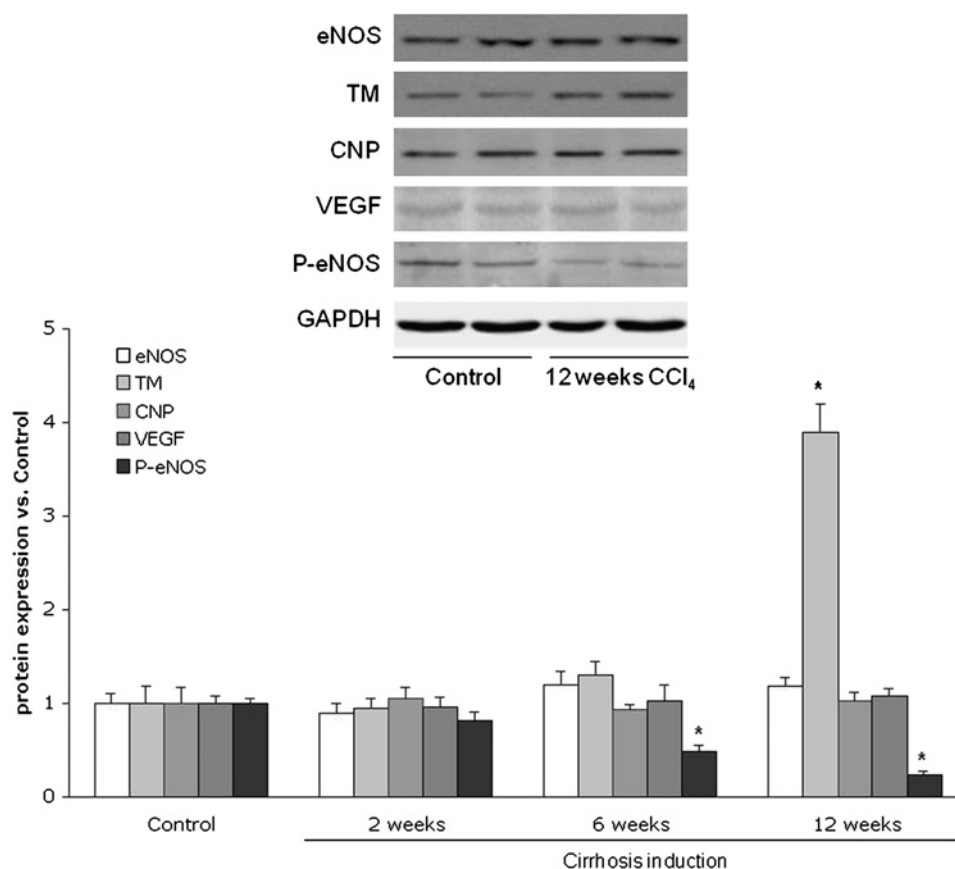 eNOS
TM
CNP
VEGF
P-eNOS
GAPDH
Control
12 weeks CCl₄
protein expression vs. Control
5
4
3
2
1
0
eNOS
TM
CNP
VEGF
P-eNOS
*
*
*
Control
2 weeks
6 weeks
12 weeks
Cirrhosis induction